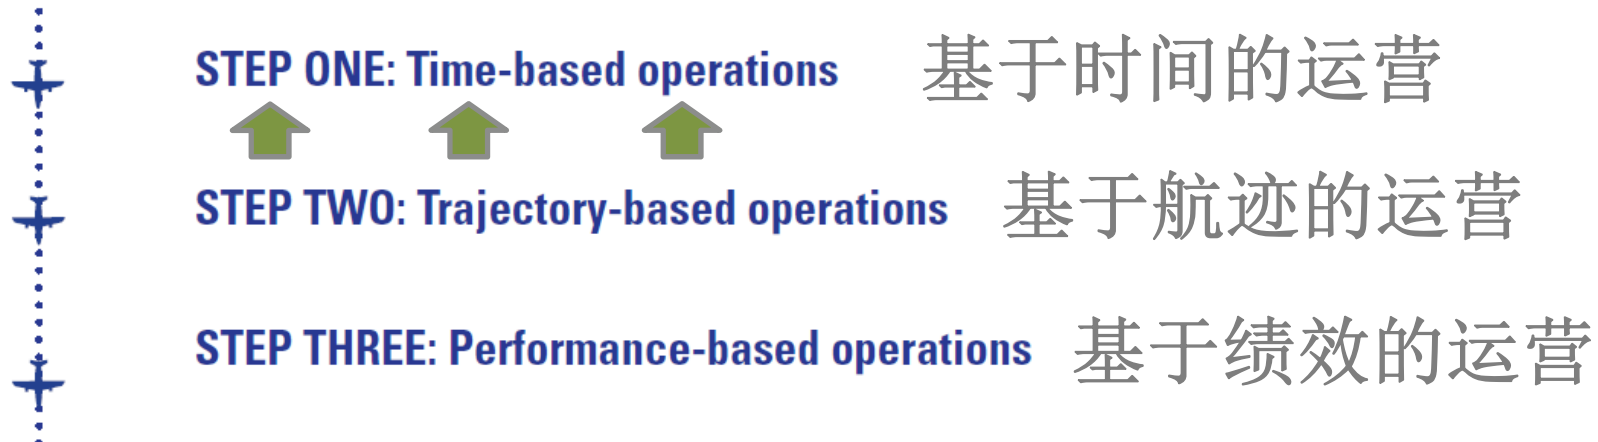 STEP ONE: Time-based operations 基于时间的运营
STEP TWO: Trajectory-based operations 基于航迹的运营
STEP THREE: Performance-based operations 基于绩效的运营